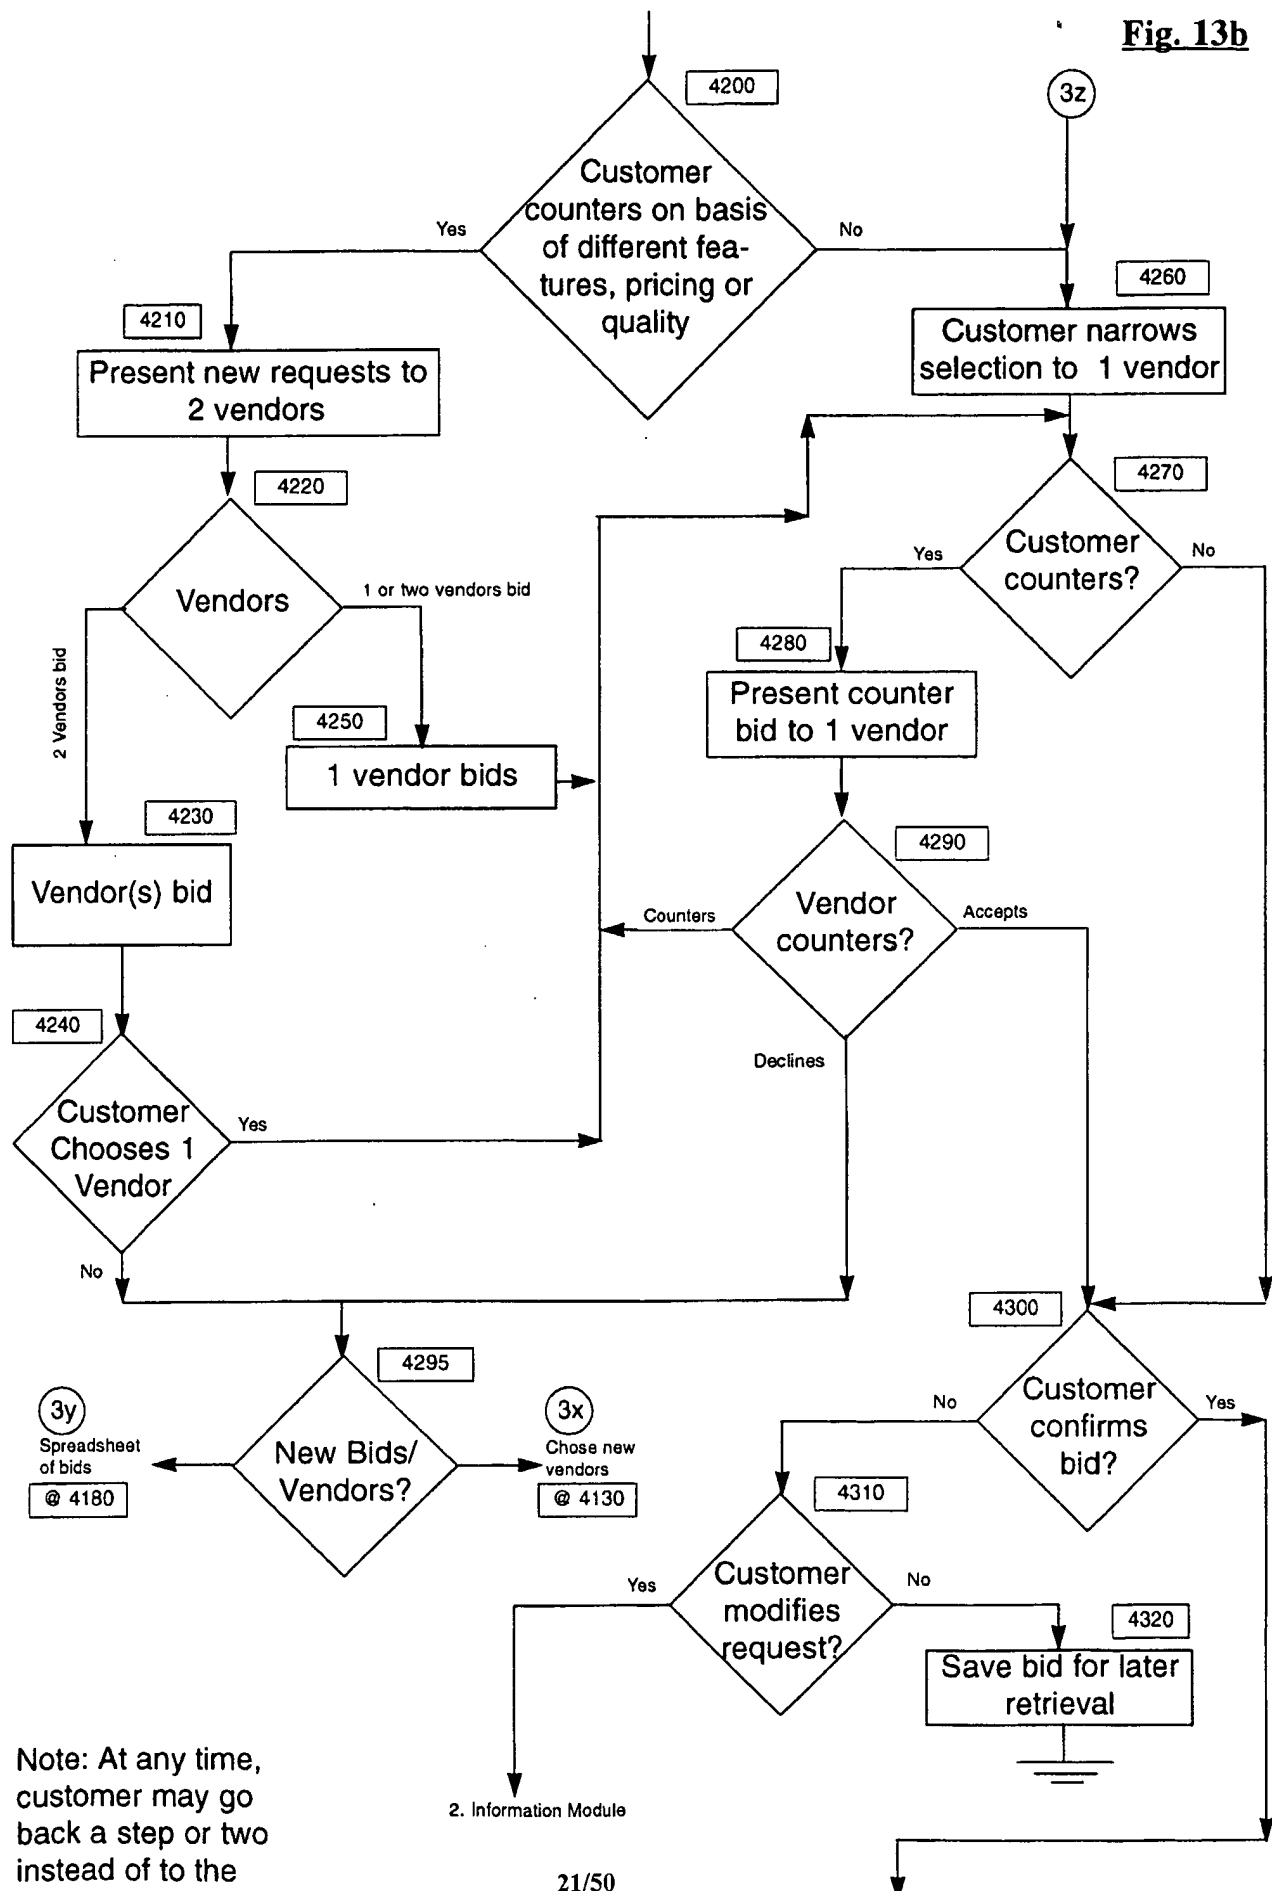 Fig. 13b
4200
3z
Customer
counters on basis
of different fea-
tures, pricing or
quality
Yes
No
4260
4210
Customer narrows
selection to 1 vendor
Present new requests to
2 vendors
4270
4220
Customer
counters?
Yes
No
1 or two vendors bid
Vendors
4280
2 Vendors bid
Present counter
bid to 1 vendor
4250
1 vendor bids
4230
4290
Vendor(s) bid
Vendor
counters?
Counters
Accepts
4240
Declines
Customer
Chooses 1
Vendor
Yes
No
4300
4295
3y
Spreadsheet
of bids
@ 4180
New Bids/
Vendors?
3x
Chose new
vendors
@ 4130
Customer
confirms
bid?
No
Yes
4310
Customer
modifies
request?
Yes
No
4320
Save bid for later
retrieval
Note: At any time,
customer may go
back a step or two
instead of to the
2. Information Module
21/50